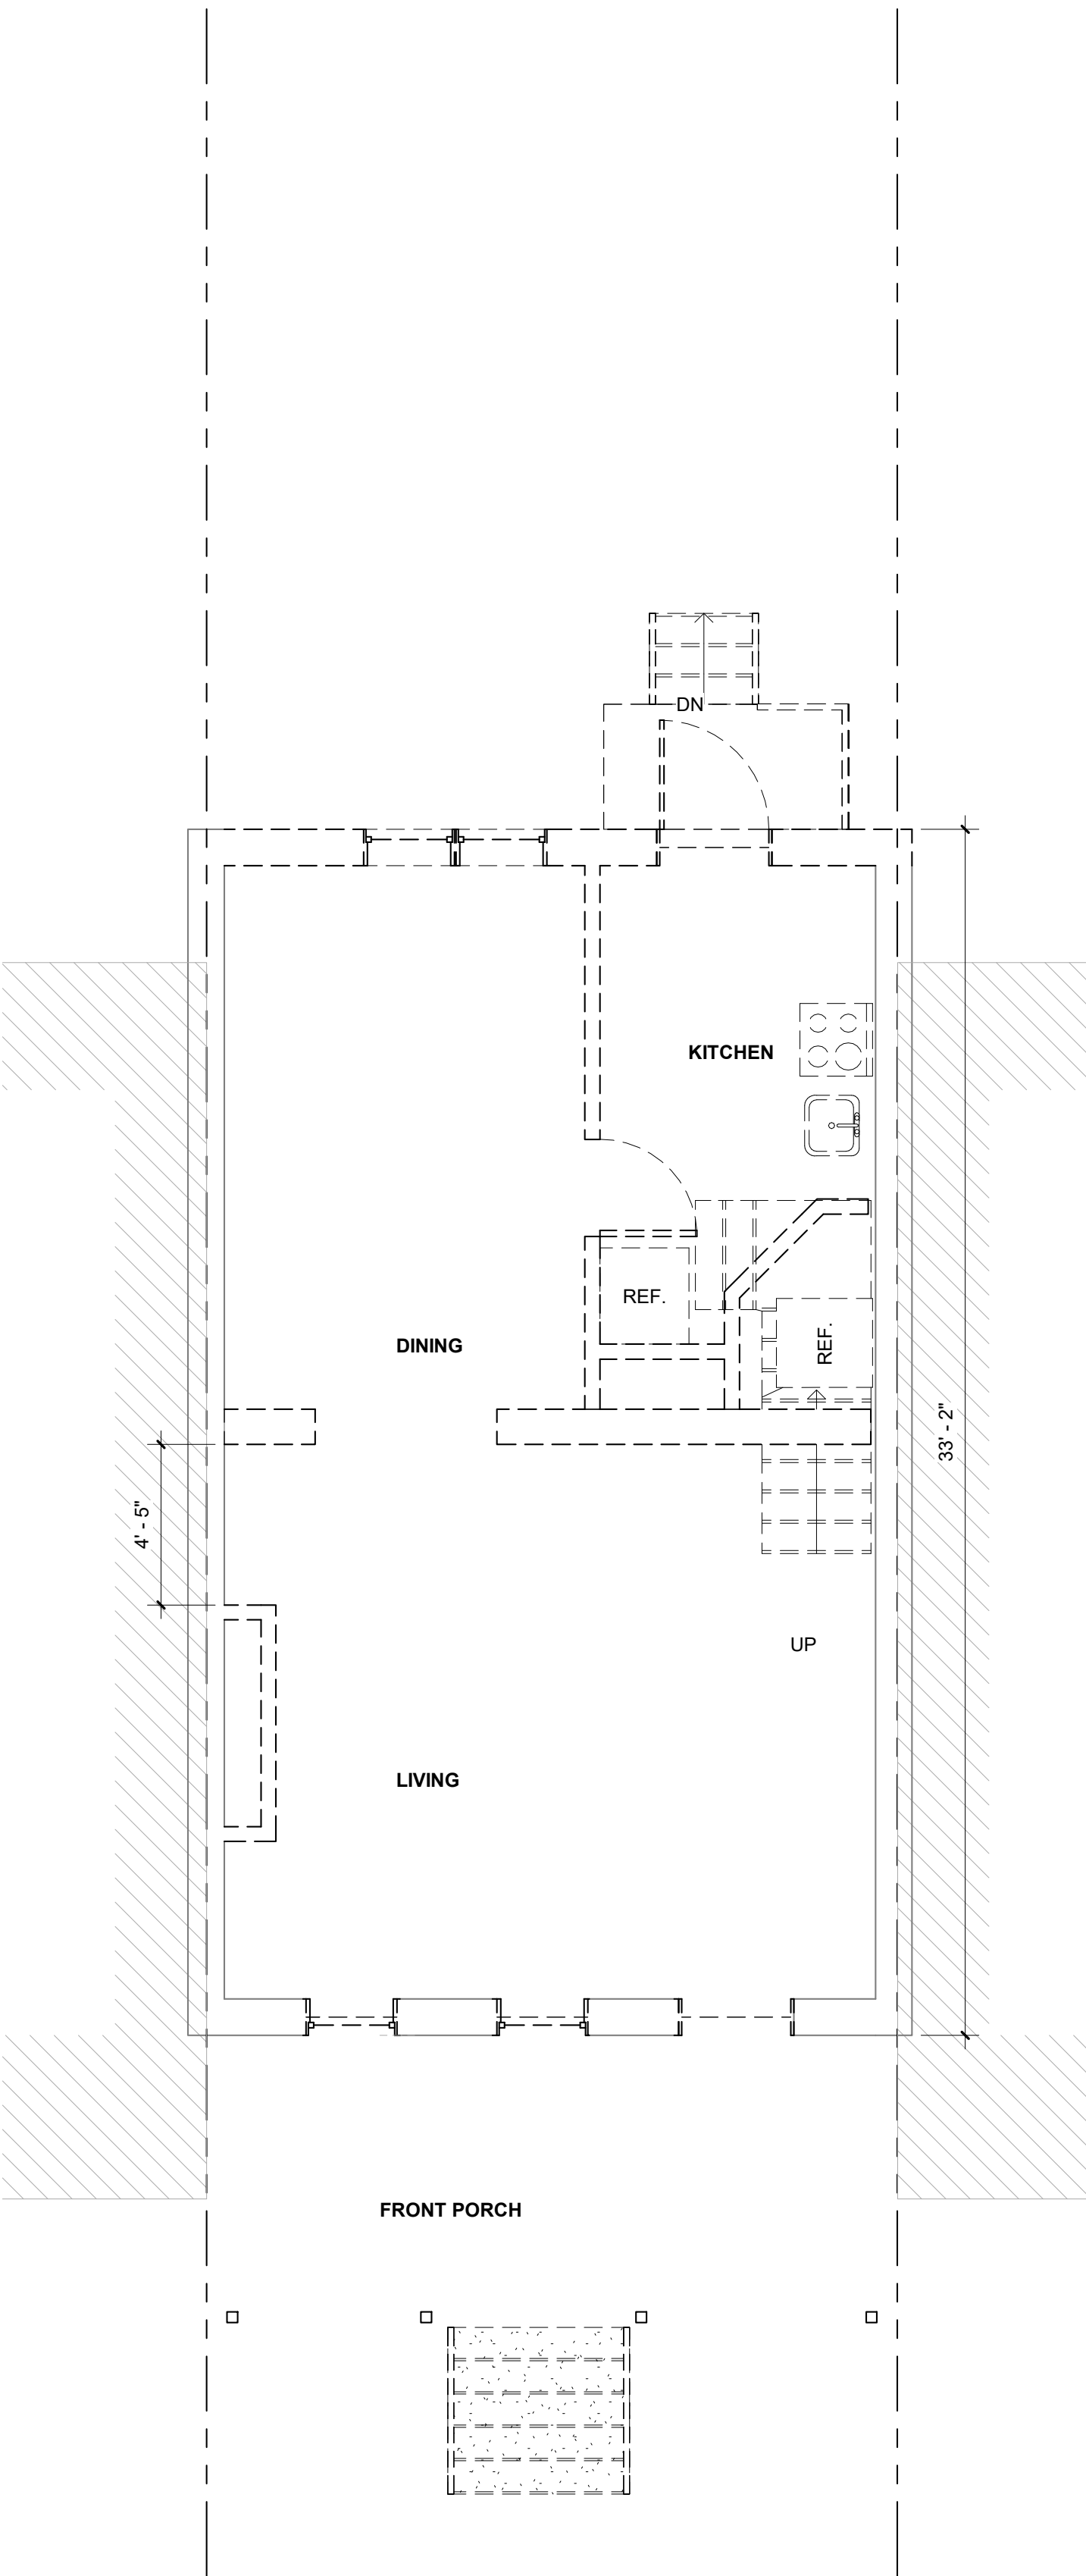 DN
KITCHEN
REF.
DINING
REF.
33' - 2"
4' - 5"
UP
LIVING
FRONT PORCH